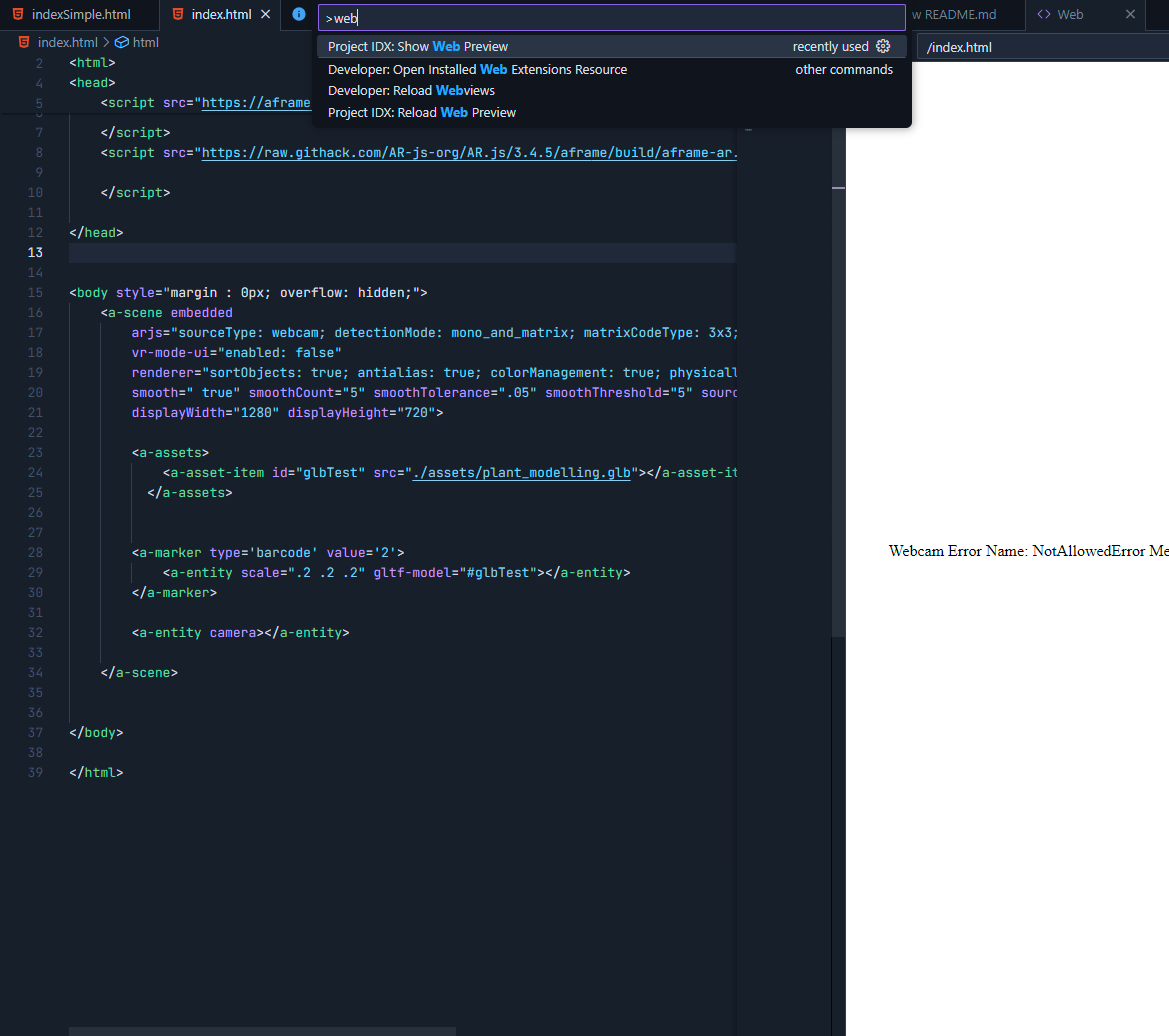 indexSimple.html
index.html
>web
w README.md
Web
index.html > html
Project IDX: Show Web Preview recently used
Developer: Open Installed Web Extensions Resource other commands
Developer: Reload Webviews
Project IDX: Reload Web Preview
/index.html
2 <html>
4 <head>
5 <script src="https://aframe
7 </script>
8 <script src="https://raw.githack.com/AR-js-org/AR.js/3.4.5/aframe/build/aframe-ar.
9
10 </script>
11
12 </head>
13
14
15 <body style="margin : 0px; overflow: hidden;">
16 <a-scene embedded
17 arjs="sourceType: webcam; detectionMode: mono_and_matrix; matrixCodeType: 3x3;
18 vr-mode-ui="enabled: false"
19 renderer="sortObjects: true; antialias: true; colorManagement: true; physicall
20 smooth=" true" smoothCount="5" smoothTolerance=".05" smoothThreshold="5" sourc
21 displayWidth="1280" displayHeight="720">
22
23 <a-assets>
24 <a-asset-item id="glbTest" src="./assets/plant_modelling.glb"></a-asset-it
25 </a-assets>
26
27
28 <a-marker type='barcode' value='2'>
29 <a-entity scale=".2 .2 .2" gltf-model="#glbTest"></a-entity>
30 </a-marker>
31
32 <a-entity camera></a-entity>
33
34 </a-scene>
35
36
37 </body>
38
39 </html>
Webcam Error Name: NotAllowedError Me